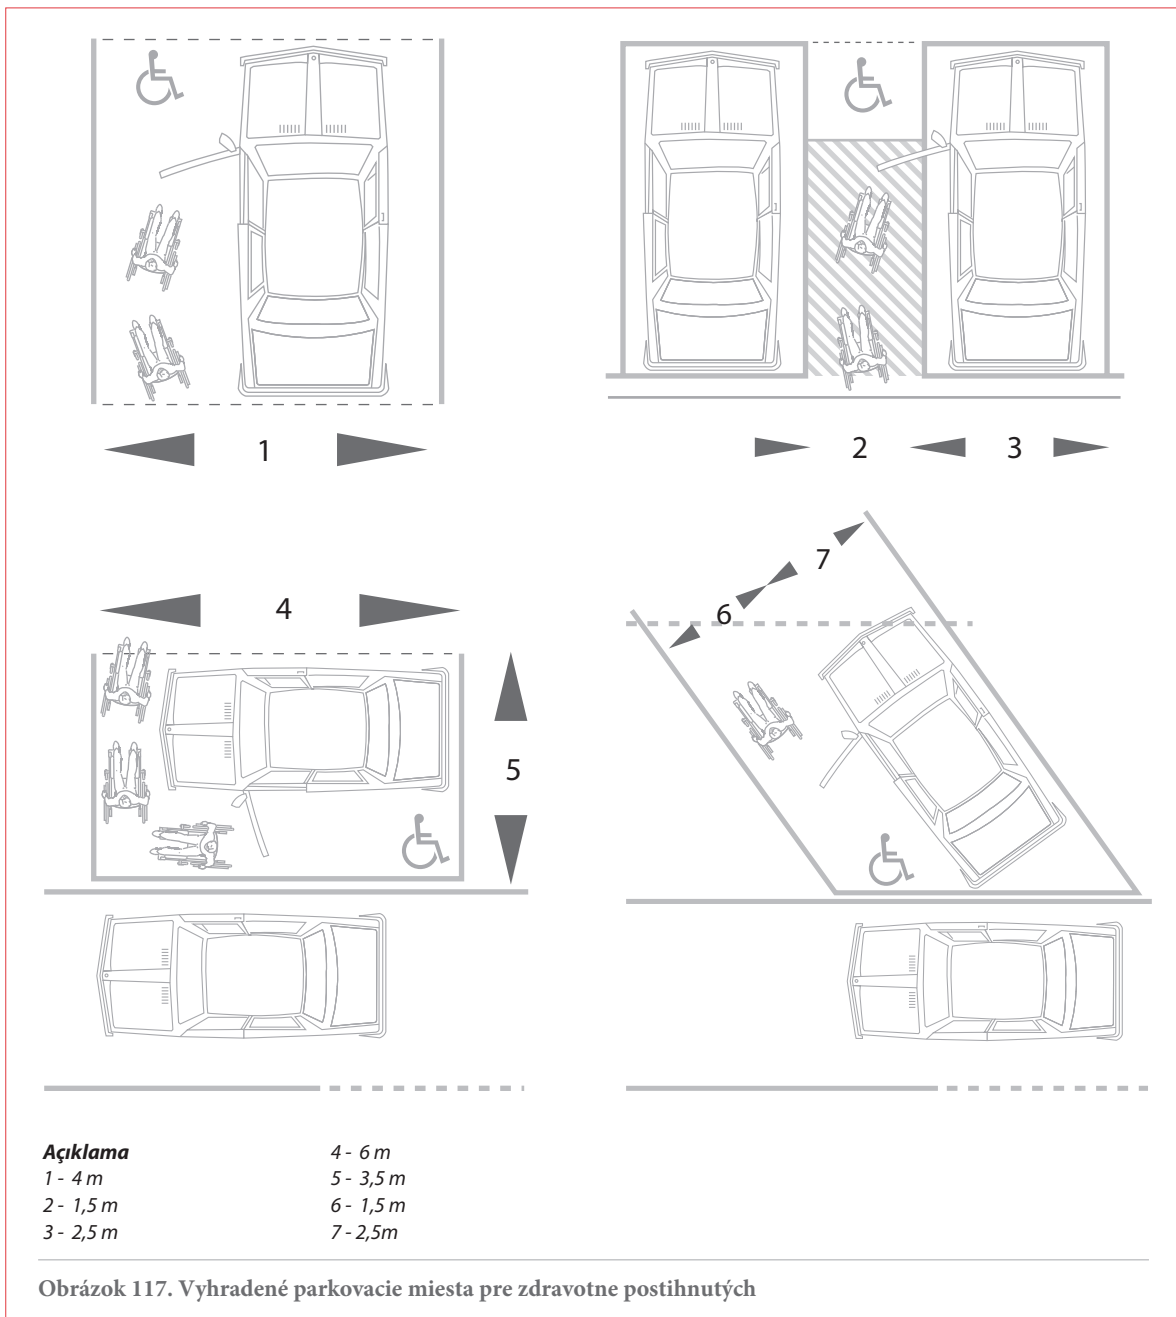 1
2
3
4
5
6
7
Açıklama
1 - 4 m
2 - 1,5 m
3 - 2,5 m
4 - 6 m
5 - 3,5 m
6 - 1,5 m
7 - 2,5m
Obrázok 117. Vyhradené parkovacie miesta pre zdravotne postihnutých